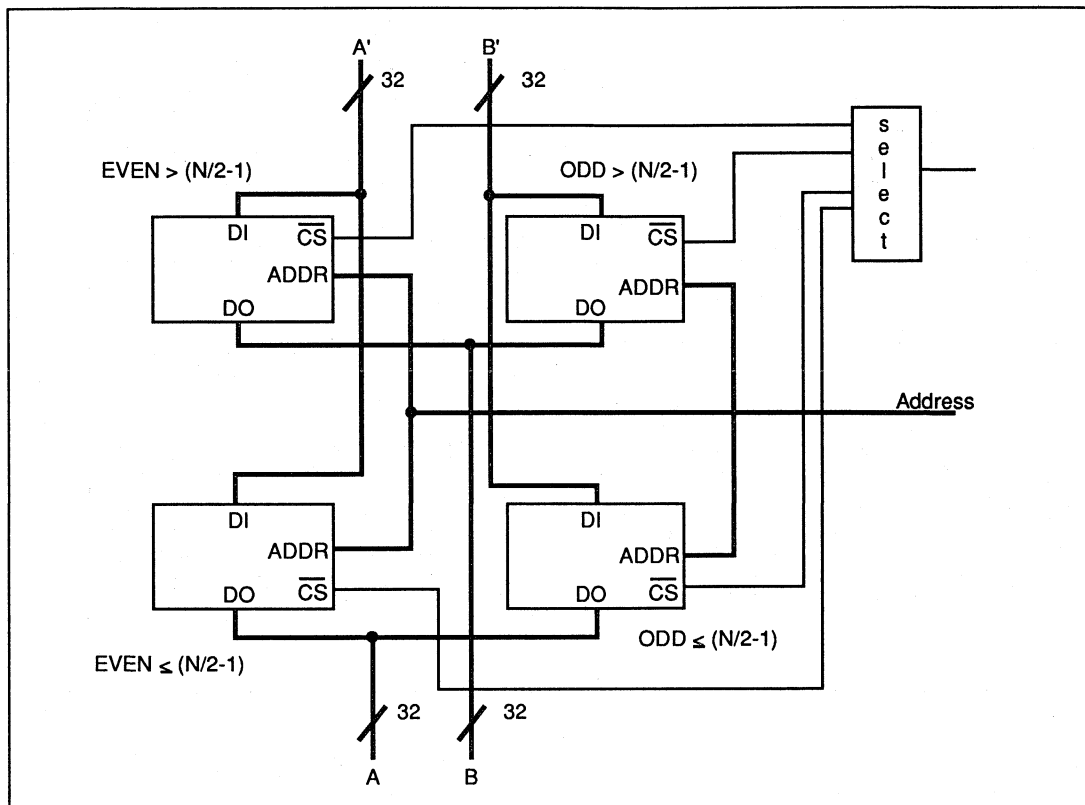 A' B'
32 32
select
EVEN > (N/2-1) ODD > (N/2-1)
DI CS DI CS
ADDR ADDR
DO DO
Address
DI DI
ADDR ADDR
DO CS DO CS
ODD ≤ (N/2-1)
EVEN ≤ (N/2-1)
32 32
A B